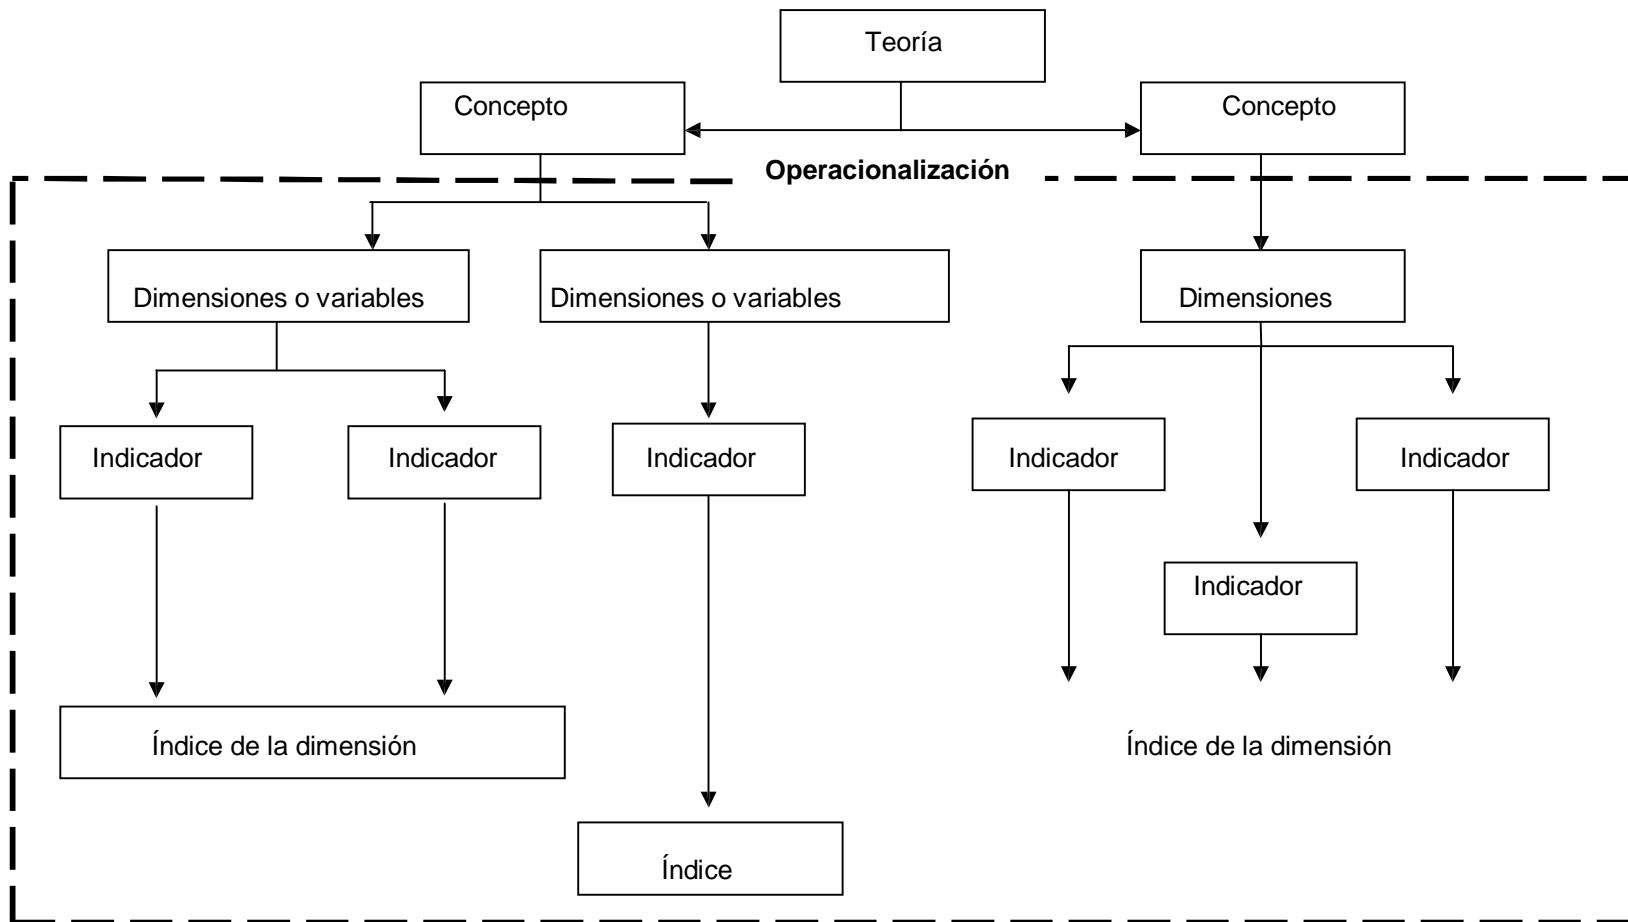 Teoría
Concepto
Concepto
Operacionalización
Dimensiones o variables
Dimensiones o variables
Dimensiones
Indicador
Indicador
Indicador
Indicador
Indicador
Indicador
Índice de la dimensión
Índice de la dimensión
Índice